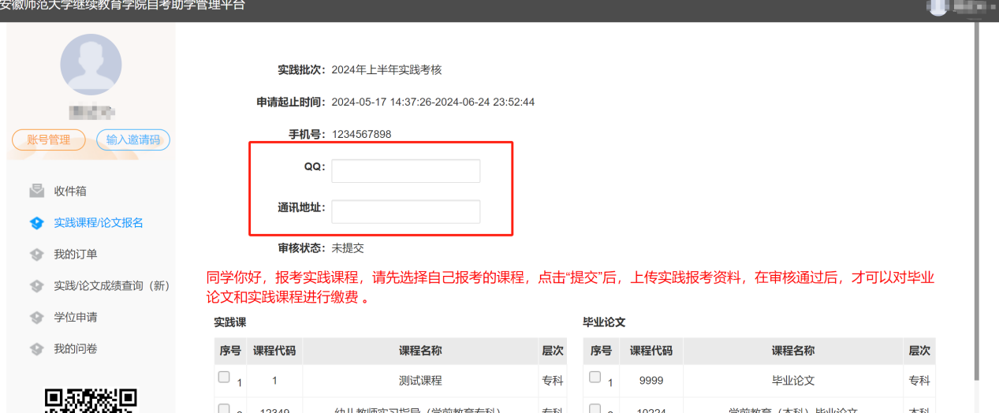 安徽师范大学继续教育学院自考助学管理平台
账号管理 输入邀请码
收件箱
实践课程/论文报名
我的订单
实践/论文成绩查询（新）
学位申请
我的问卷
实践批次： 2024年上半年实践考核
申请起止时间： 2024-05-17 14:37:26-2024-06-24 23:52:44
手机号： 1234567898
QQ：
通讯地址：
审核状态： 未提交
同学你好，报考实践课程，请先选择自己报考的课程，点击“提交”后，上传实践报考资料，在审核通过后，才可以对毕业
论文和实践课程进行缴费 。
实践课 毕业论文
序号 课程代码 课程名称 层次 序号 课程代码 课程名称 层次
1 1 测试课程 专科 1 9999 毕业论文 专科
12349 幼儿教师实习指导（学前教育专科） 专科 10224 学前教育（本科）毕业论文 本科